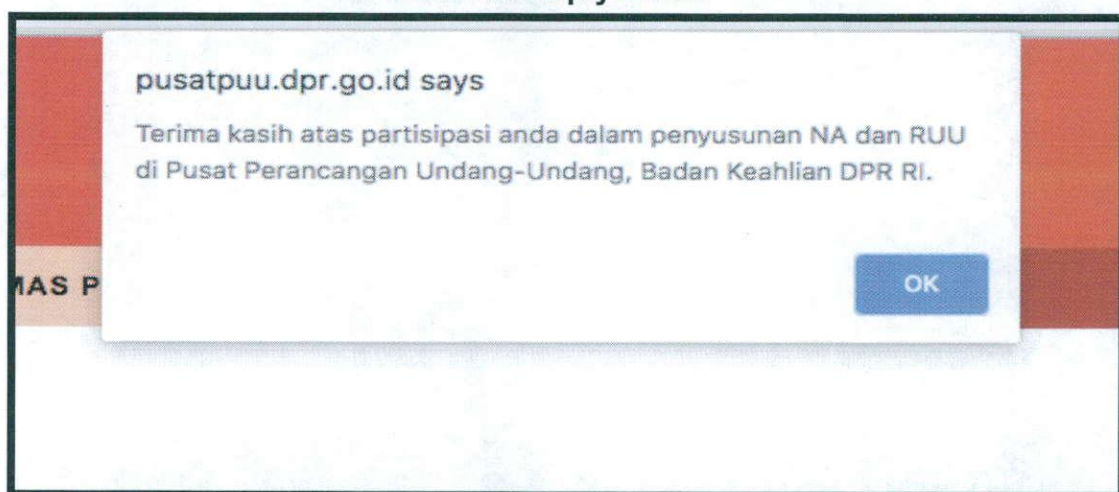 pusatpuu.dpr.go.id says
Terima kasih atas partisipasi anda dalam penyusunan NA dan RUU
di Pusat Perancangan Undang-Undang, Badan Keahlian DPR RI.
OK
MAS P